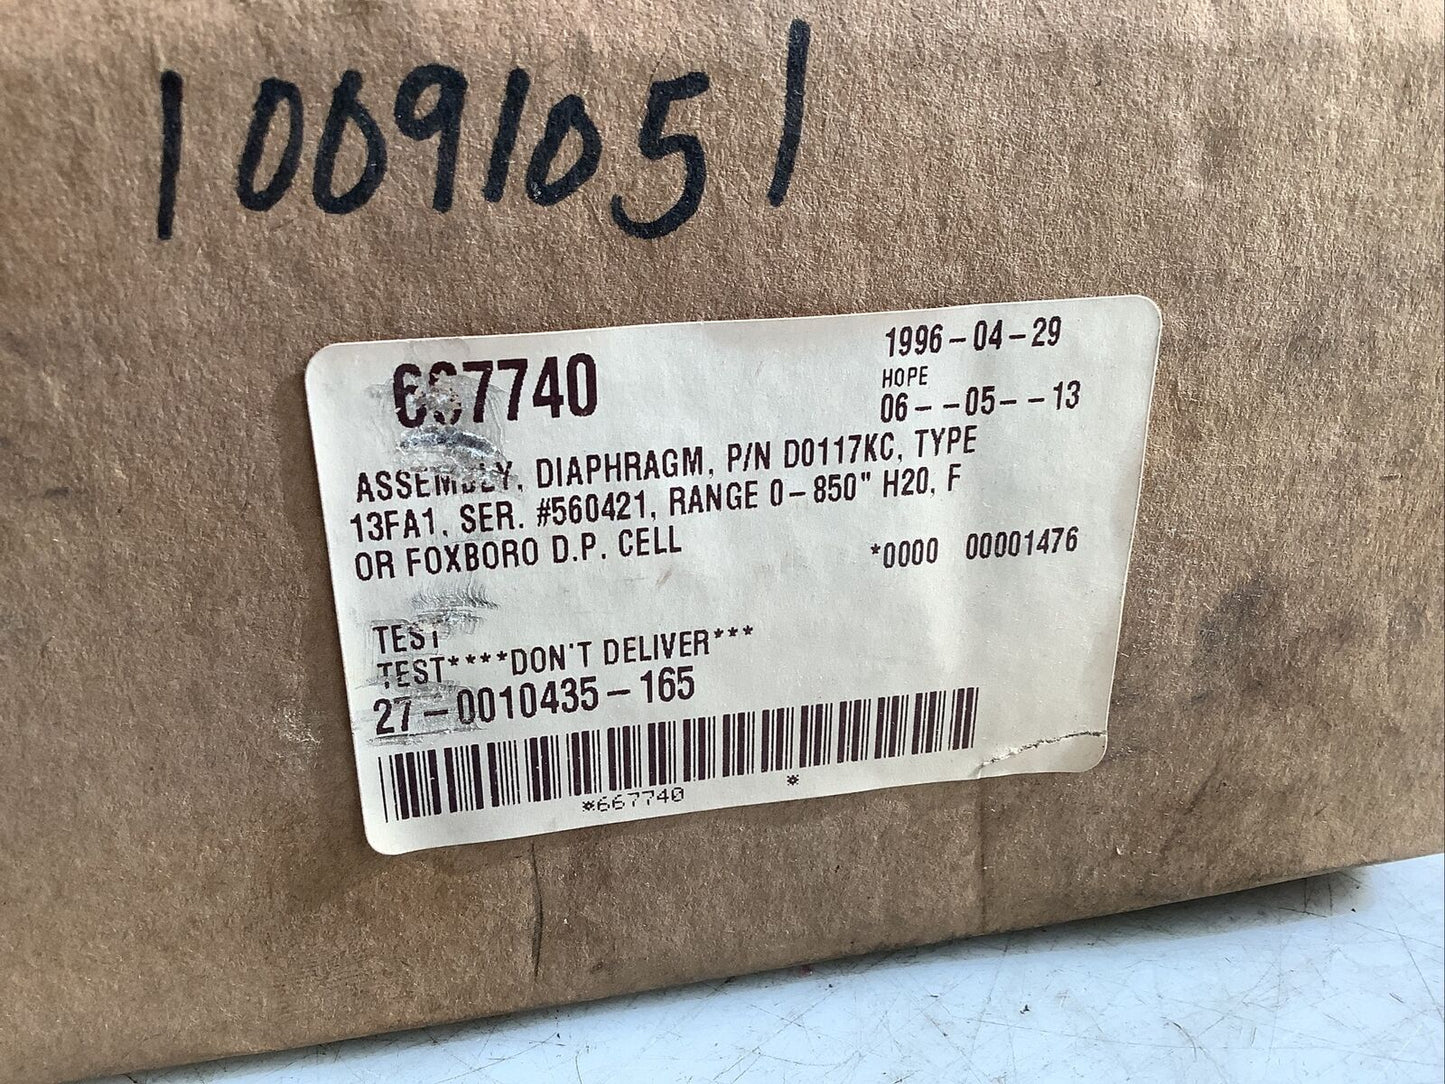 10091051
667740
1996-04-29
HOPE
06--05--13
ASSEMBLY, DIAPHRAGM, P/N D0117KC, TYPE
13FA1, SER. #560421, RANGE 0-850" H20, F
OR FOXBORO D.P. CELL
*0000 00001476
TEST
TEST****DON'T DELIVER***
27-0010435-165
*667740 *